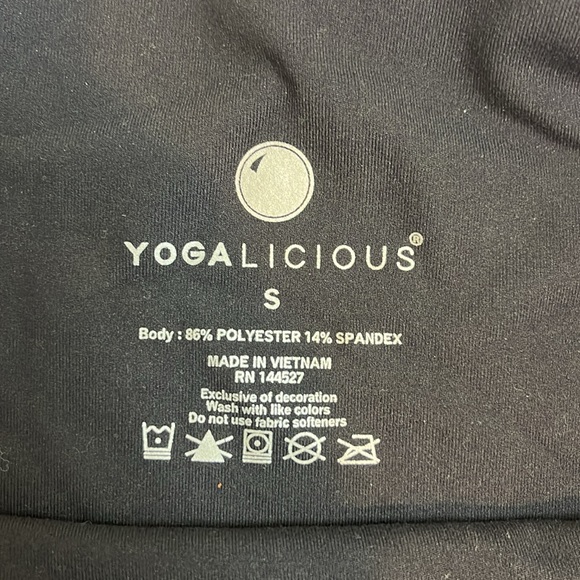 YOGALICIOUS®
S
Body : 86% POLYESTER 14% SPANDEX
MADE IN VIETNAM
RN 144527
Exclusive of decoration
Wash with like colors
Do not use fabric softeners